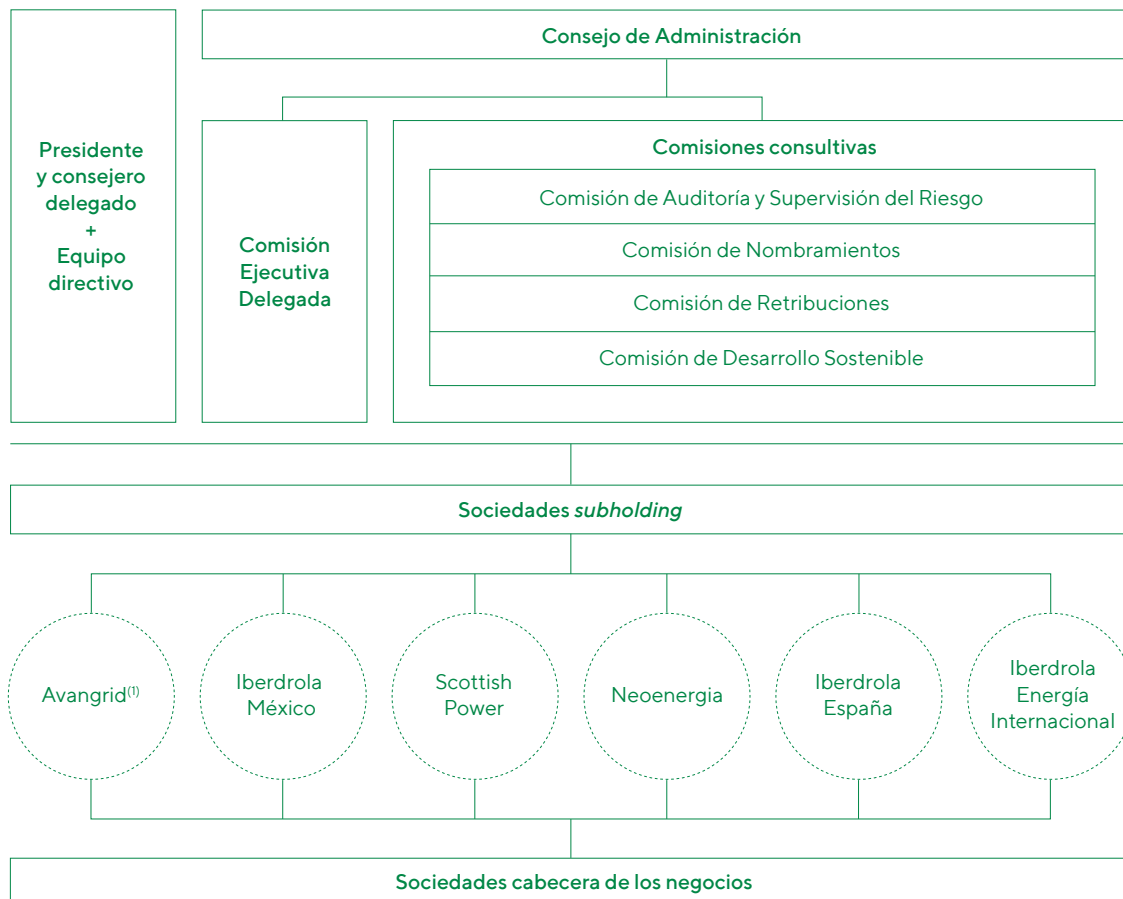 Consejo de Administración
Presidente
y consejero
delegado
+
Equipo
directivo
Comisión
Ejecutiva
Delegada
Comisiones consultivas
Comisión de Auditoría y Supervisión del Riesgo
Comisión de Nombramientos
Comisión de Retribuciones
Comisión de Desarrollo Sostenible
Sociedades subholding
Avangrid(1)
Iberdrola
México
Scottish
Power
Neoenergia
Iberdrola
España
Iberdrola
Energía
Internacional
Sociedades cabecera de los negocios